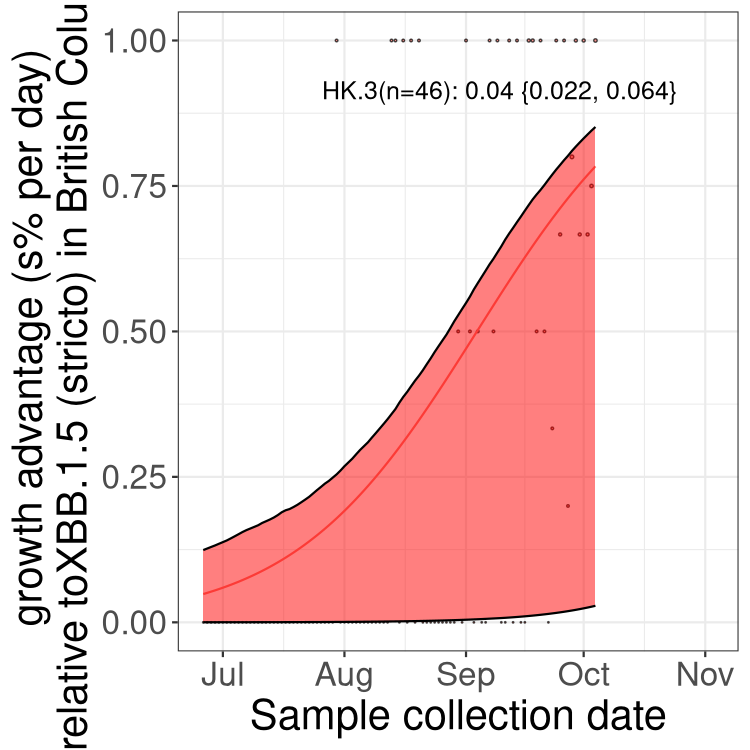 growth advantage (s% per day)
relative toXBB.1.5 (stricto) in British Colu
1.00
0.75
0.50
0.25
0.00
HK.3(n=46): 0.04 {0.022, 0.064}
Jul Aug Sep Oct Nov
Sample collection date